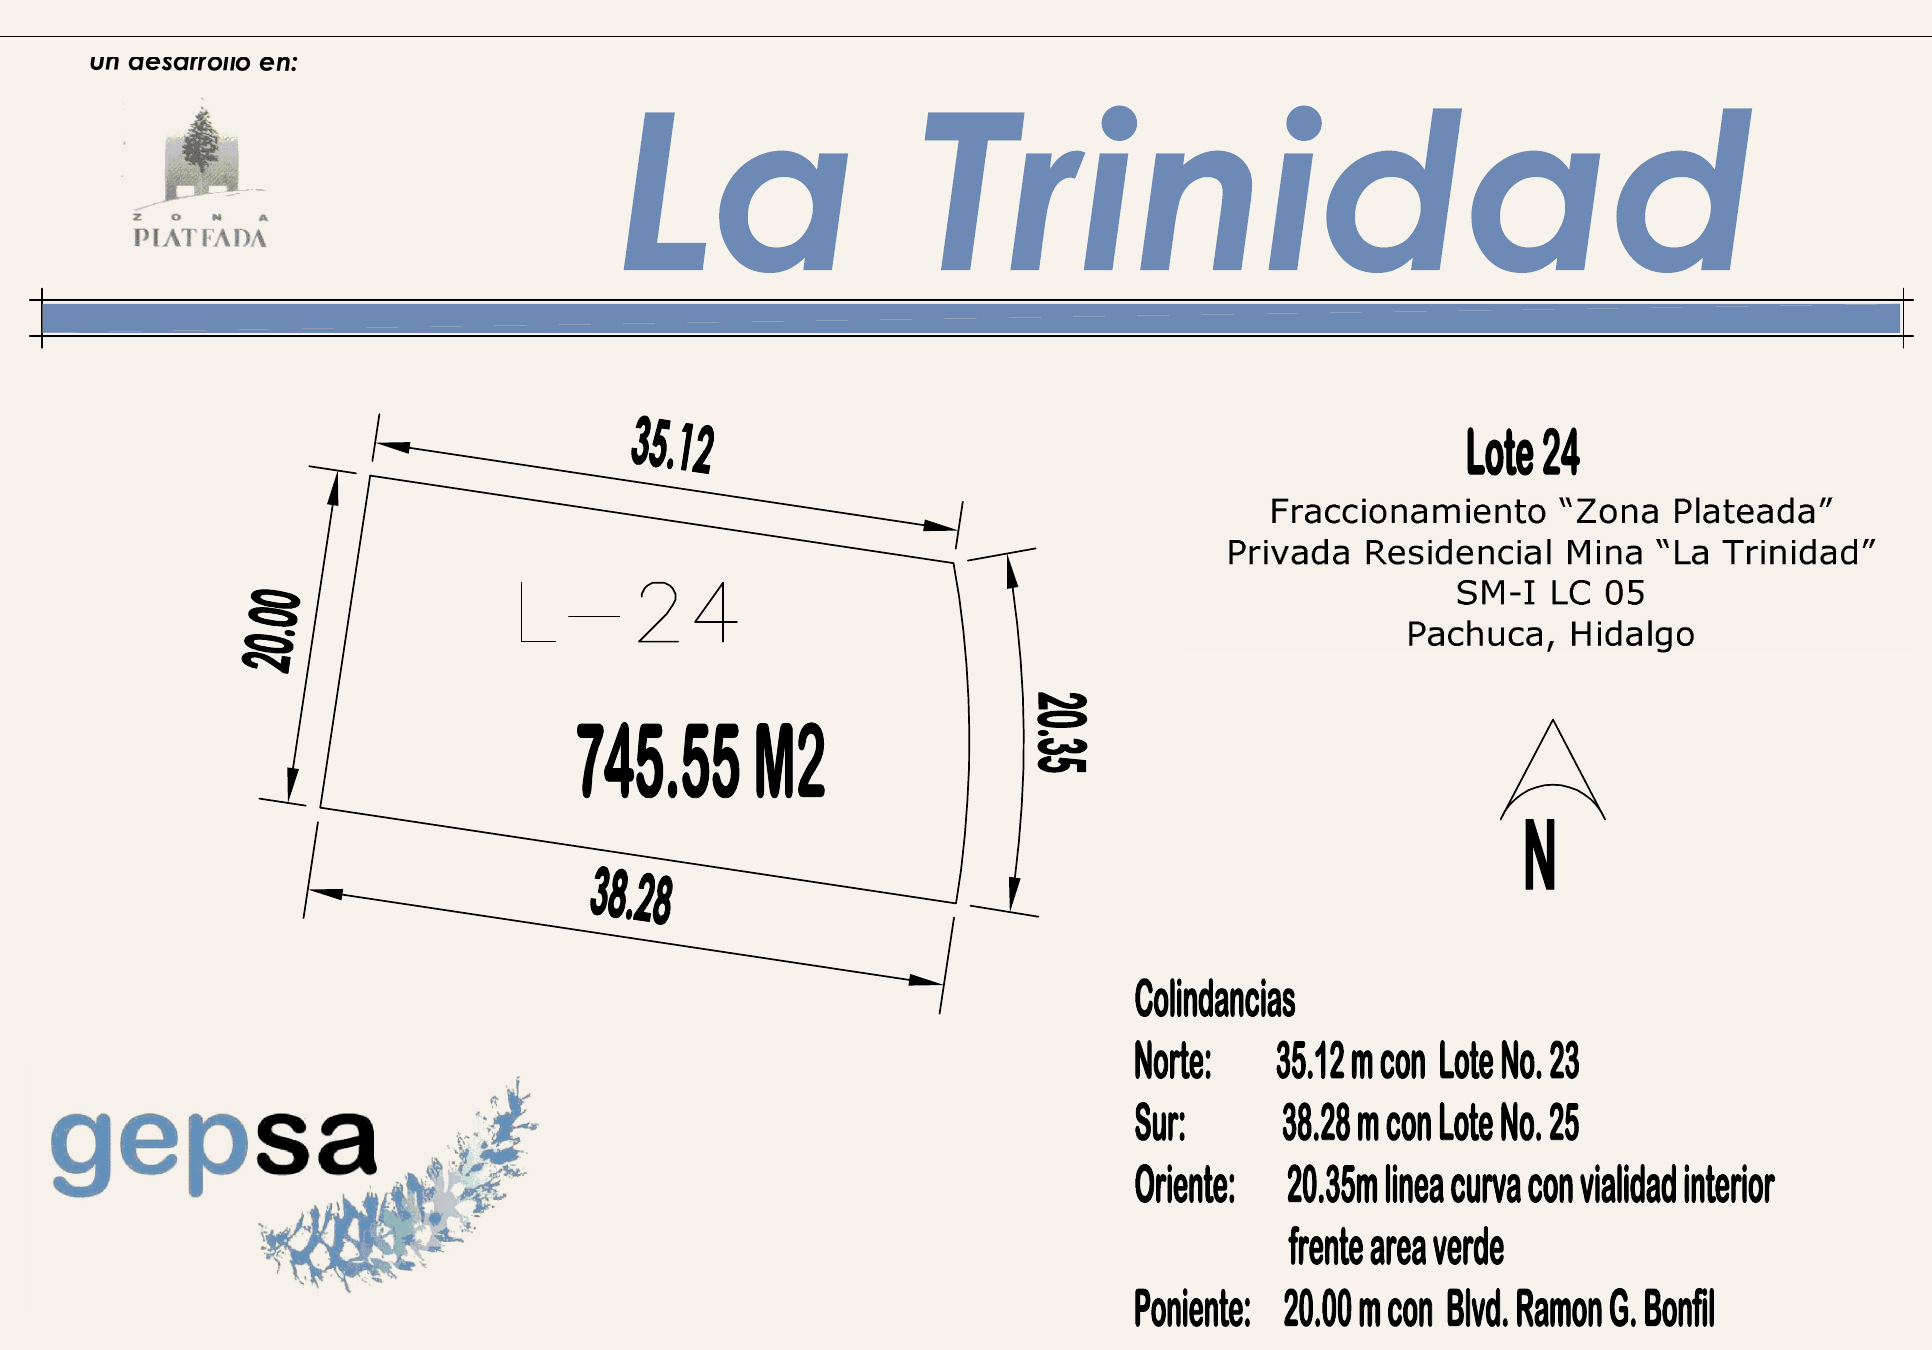 un desarrollo en:
ZONA
PLATEADA
La Trinidad
35.12
20.00
L-24
745.55 M2
20.35
38.28
Lote 24
Fraccionamiento “Zona Plateada”
Privada Residencial Mina “La Trinidad”
SM-I LC 05
Pachuca, Hidalgo
N
gepsa
Colindancias
Norte: 35.12 m con Lote No. 23
Sur: 38.28 m con Lote No. 25
Oriente: 20.35m linea curva con vialidad interior
frente area verde
Poniente: 20.00 m con Blvd. Ramon G. Bonfil